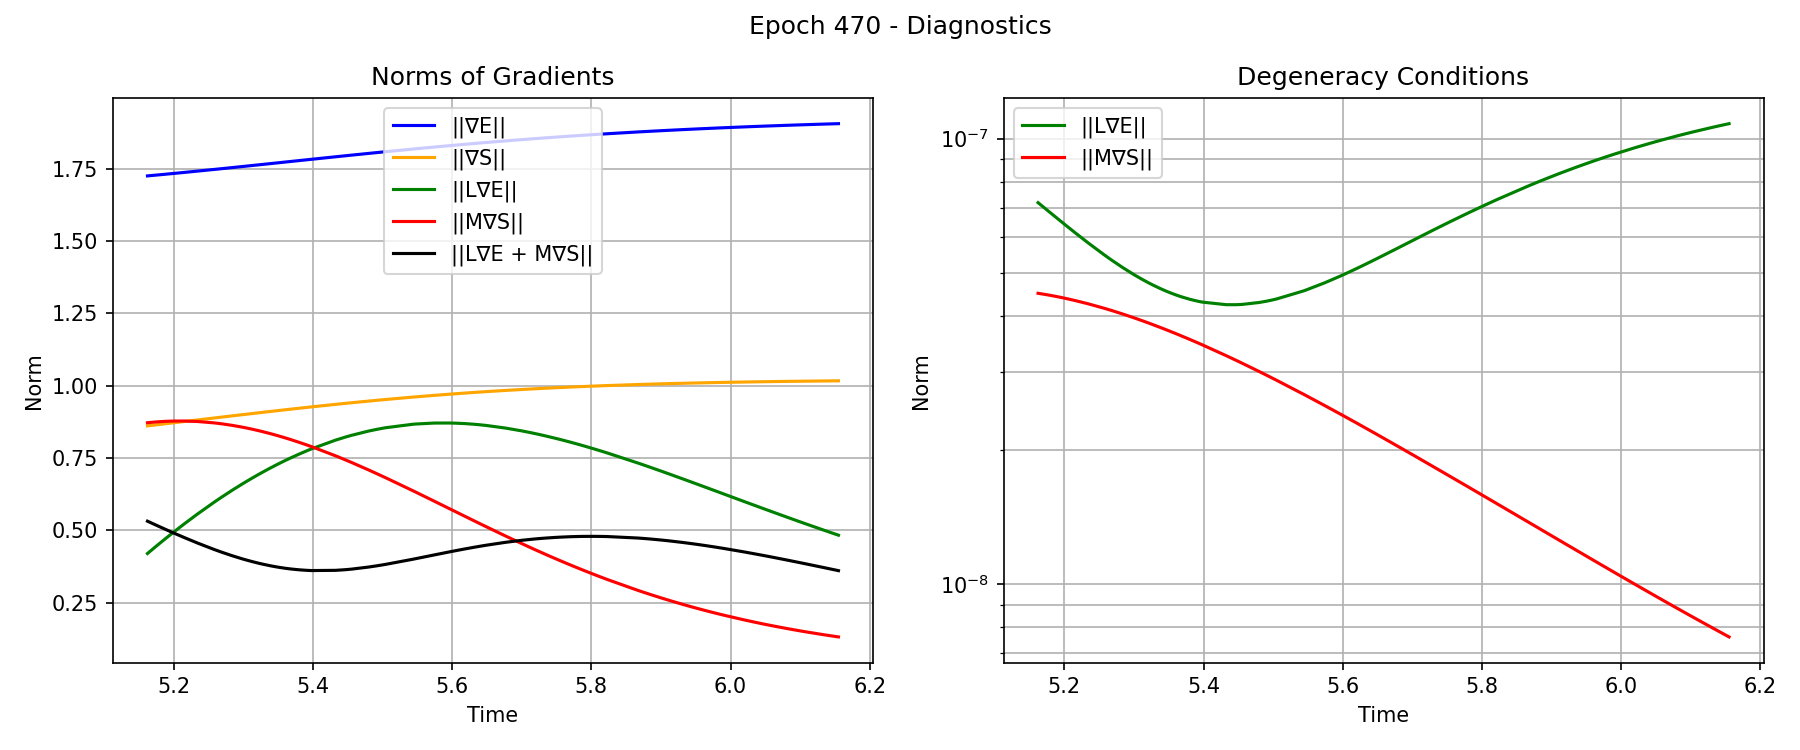 Epoch 470 - Diagnostics
Norms of Gradients
||∇E||
||∇S||
||L∇E||
||M∇S||
||L∇E + M∇S||
1.75
1.50
1.25
1.00
0.75
0.50
0.25
Norm
5.2 5.4 5.6 5.8 6.0 6.2
Time
Degeneracy Conditions
||L∇E||
||M∇S||
10⁻⁷
10⁻⁸
Norm
5.2 5.4 5.6 5.8 6.0 6.2
Time